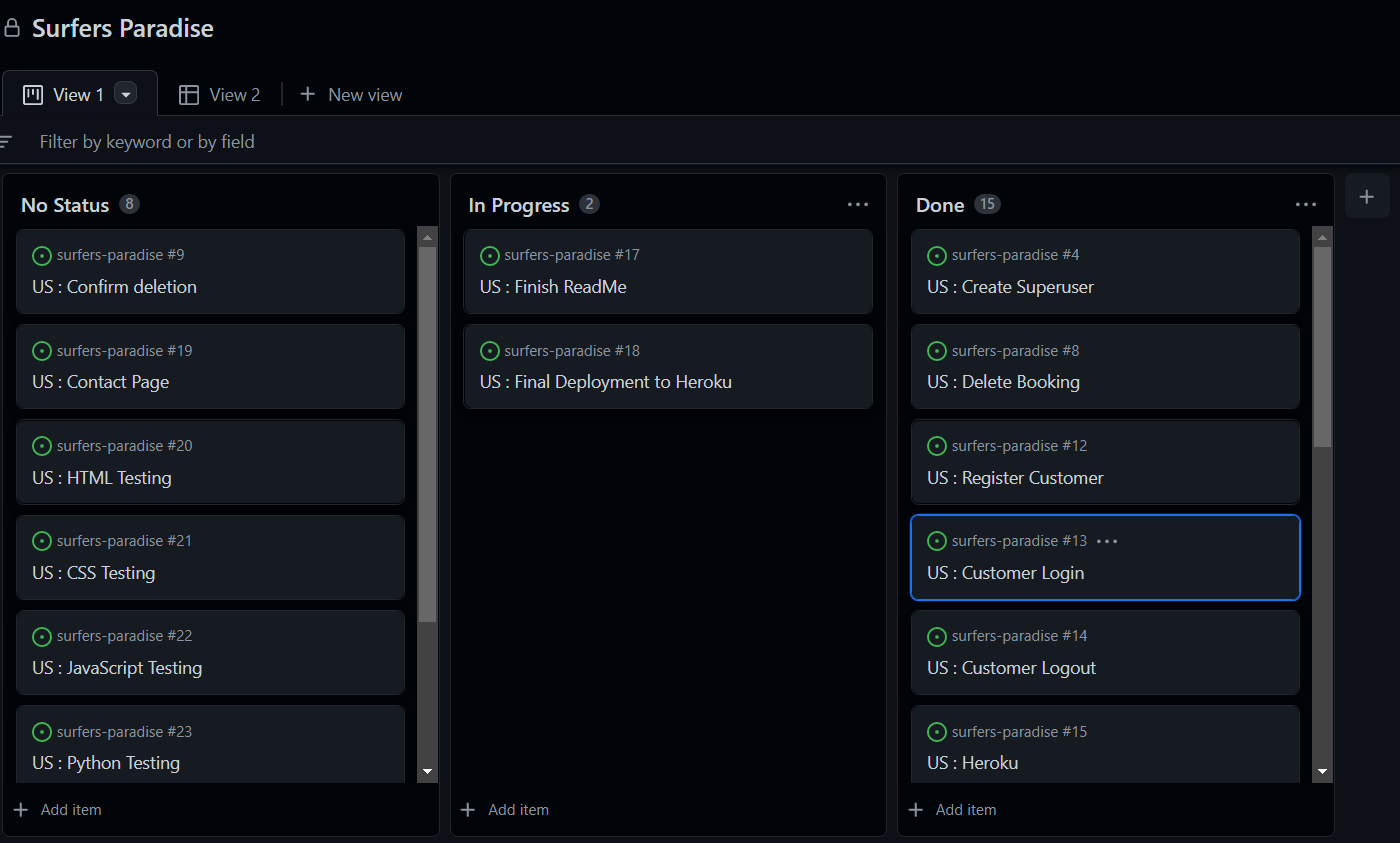 Surfers Paradise
View 1
View 2
New view
Filter by keyword or by field
No Status 8
surfers-paradise #9
US : Confirm deletion
surfers-paradise #19
US : Contact Page
surfers-paradise #20
US : HTML Testing
surfers-paradise #21
US : CSS Testing
surfers-paradise #22
US : JavaScript Testing
surfers-paradise #23
US : Python Testing
Add item
In Progress 2
surfers-paradise #17
US : Finish ReadMe
surfers-paradise #18
US : Final Deployment to Heroku
Add item
Done 15
surfers-paradise #4
US : Create Superuser
surfers-paradise #8
US : Delete Booking
surfers-paradise #12
US : Register Customer
surfers-paradise #13
US : Customer Login
surfers-paradise #14
US : Customer Logout
surfers-paradise #15
US : Heroku
Add item